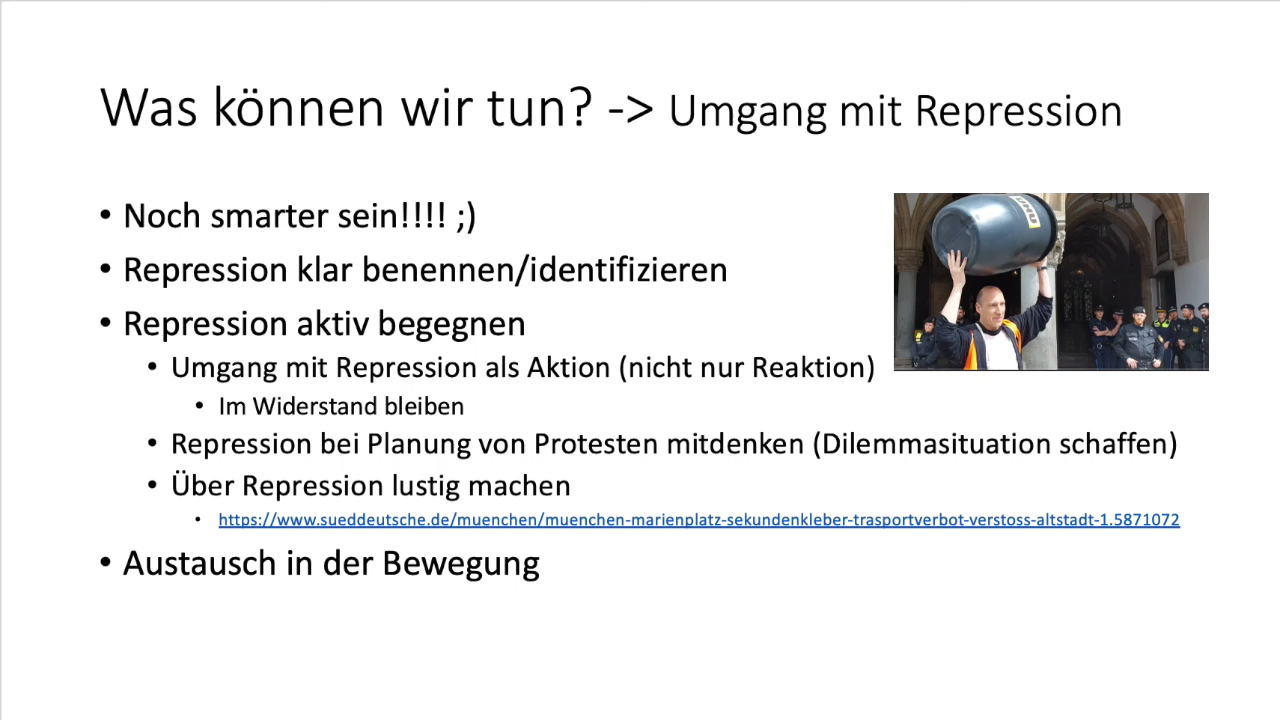 Was können wir tun? -> Umgang mit Repression
• Noch smarter sein!!!! ;)
• Repression klar benennen/identifizieren
• Repression aktiv begegnen
• Umgang mit Repression als Aktion (nicht nur Reaktion)
• Im Widerstand bleiben
• Repression bei Planung von Protesten mitdenken (Dilemmasituation schaffen)
• Über Repression lustig machen
• https://www.sueddeutsche.de/muenchen/muenchen-marienplatz-sekundenkleber-trasportverbot-verstoss-altstadt-1.5871072
• Austausch in der Bewegung
UHU